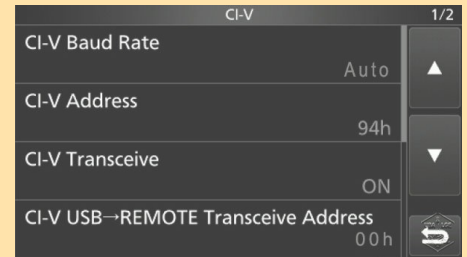 CI-V 1/2
CI-V Baud Rate
Auto
CI-V Address
94h
CI-V Transceive
ON
CI-V USB→REMOTE Transceive Address
00h